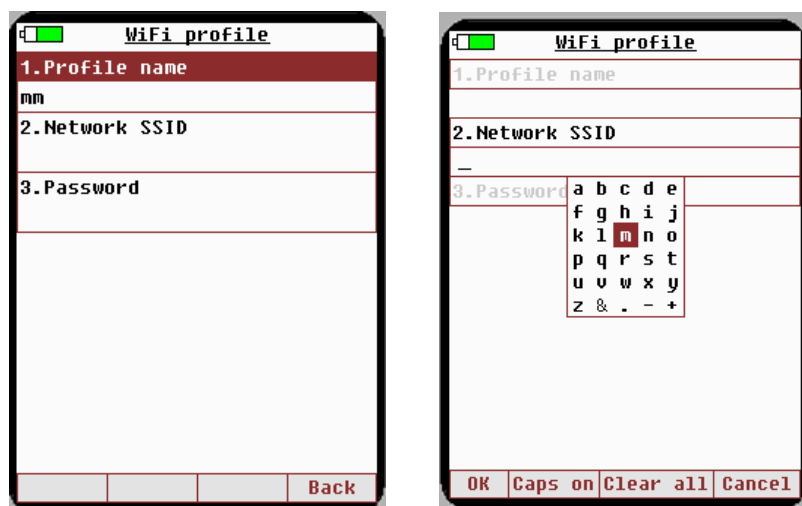 WiFi profile
1.Profile name
mm
2.Network SSID
3.Password
Back
WiFi profile
1.Profile name
2.Network SSID
_
3.Password
a b c d e
f g h i j
k l m n o
p q r s t
u v w x y
z & . - +
OK Caps on Clear all Cancel